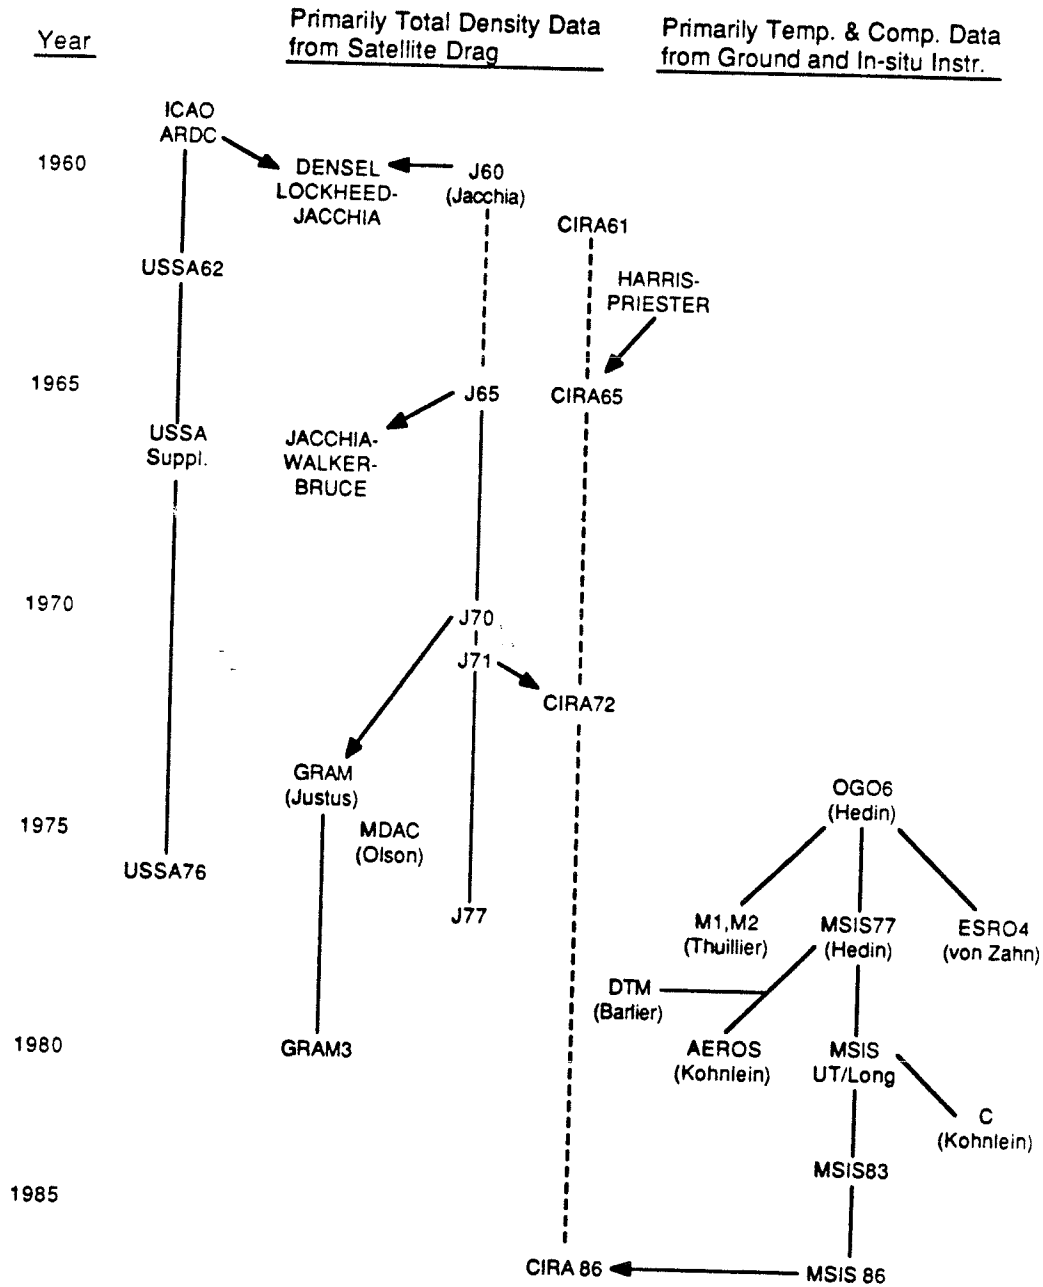 Year
Primarily Total Density Data
from Satellite Drag
Primarily Temp. & Comp. Data
from Ground and In-situ Instr.
ICAO
ARDC
1960
DENSEL
LOCKHEED-
JACCHIA
J60
(Jacchia)
CIRA61
USSA62
HARRIS-
PRIESTER
1965
J65
CIRA65
USSA
Suppl.
JACCHIA-
WALKER-
BRUCE
1970
J70
J71
CIRA72
GRAM
(Justus)
OGO6
(Hedin)
1975
MDAC
(Olson)
USSA76
J77
M1,M2
(Thuillier)
MSIS77
(Hedin)
ESRO4
(von Zahn)
DTM
(Barlier)
1980
GRAM3
AEROS
(Kohnlein)
MSIS
UT/Long
C
(Kohnlein)
MSIS83
1985
CIRA 86
MSIS 86